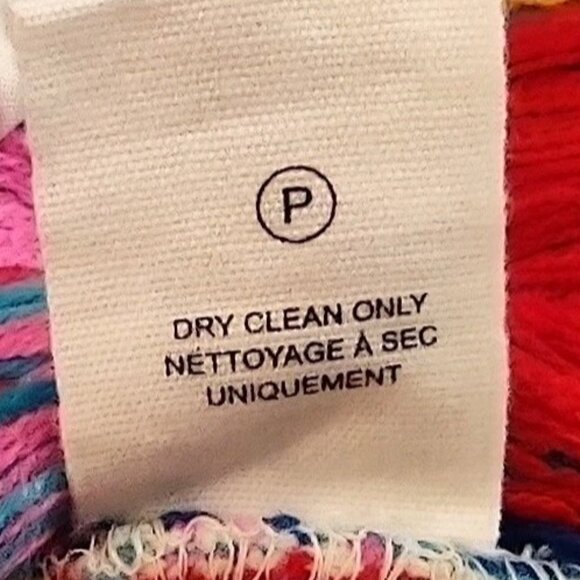 P
DRY CLEAN ONLY
NÉTTOYAGE À SEC
UNIQUEMENT